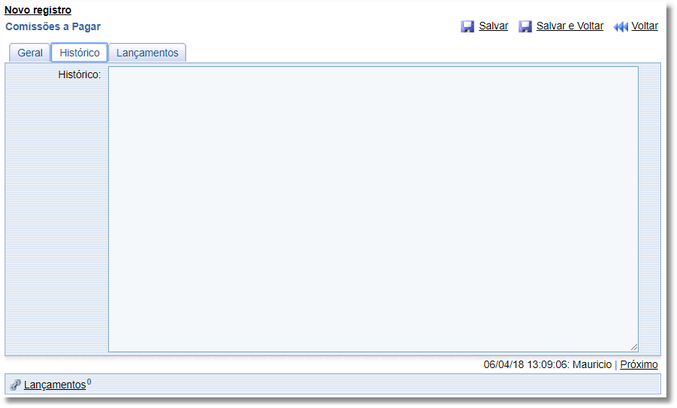 Novo registro
Comissões a Pagar
Salvar Salvar e Voltar Voltar
Geral Histórico Lançamentos
Histórico:
06/04/18 13:09:06: Mauricio | Próximo
Lançamentos 0